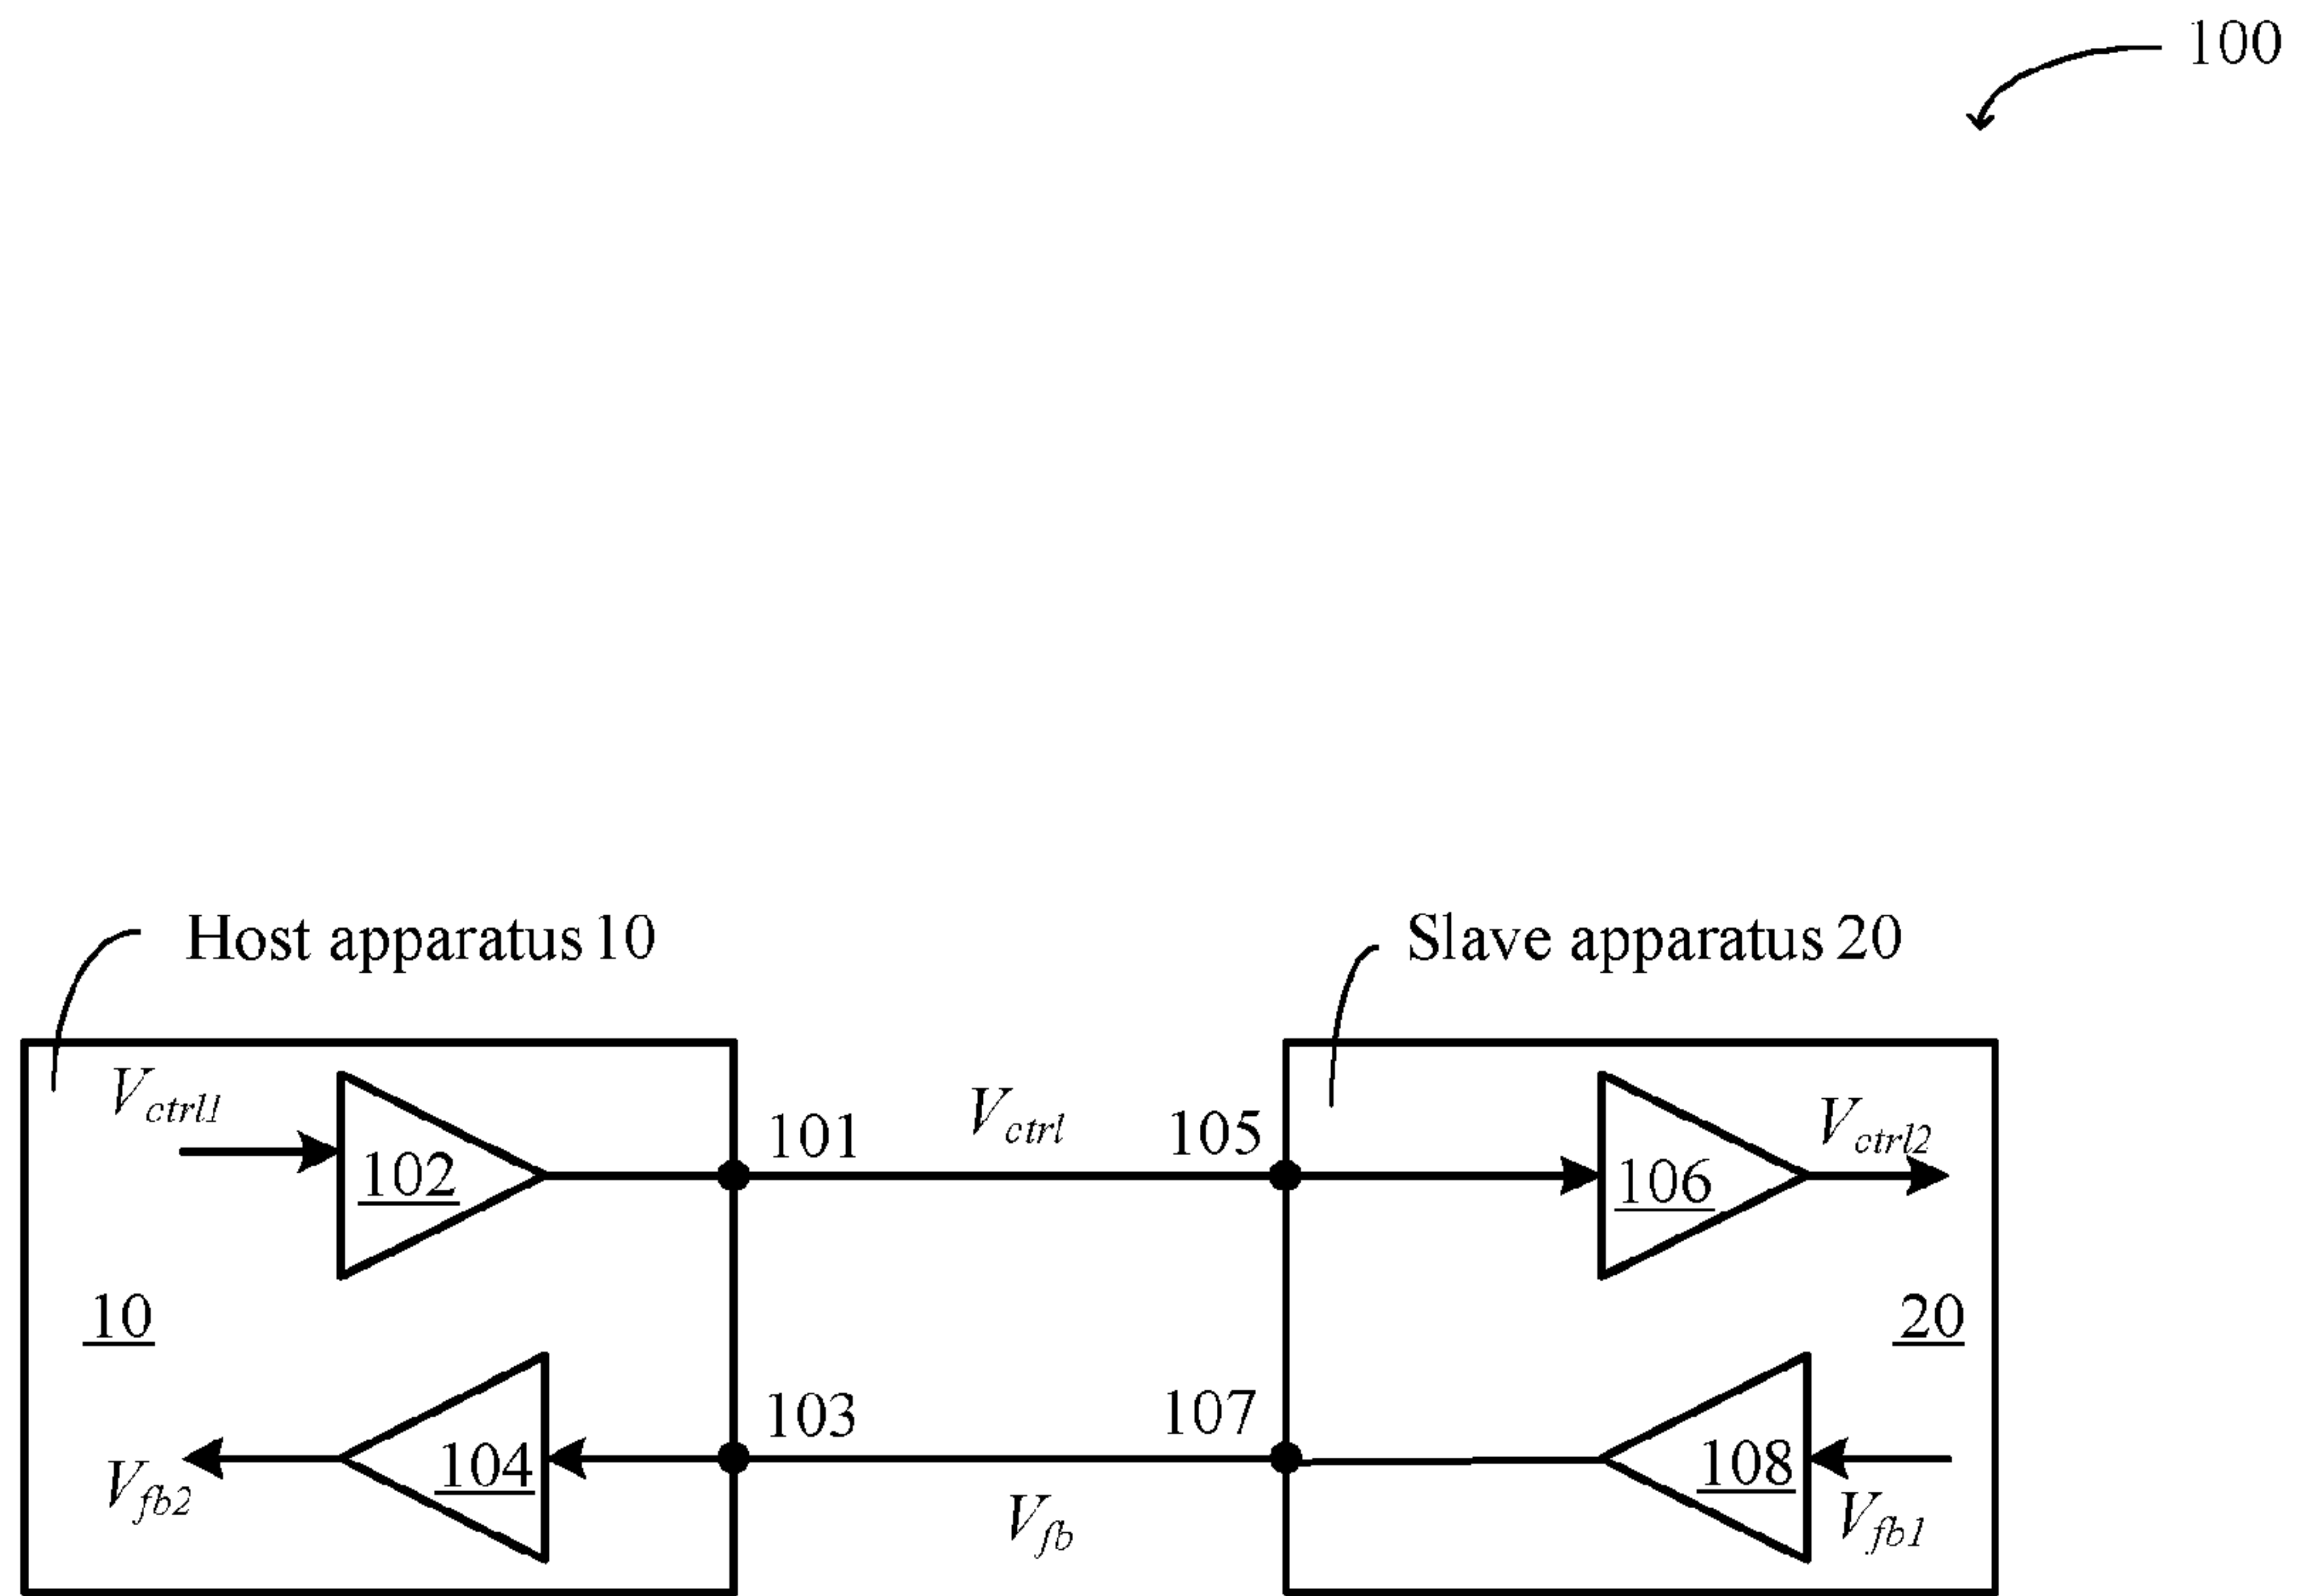 100
Host apparatus 10
Slave apparatus 20
Vctrl1
102
101
Vctrl
105
106
Vctrl2
10
20
104
103
107
108
Vfb2
Vfb
Vfb1